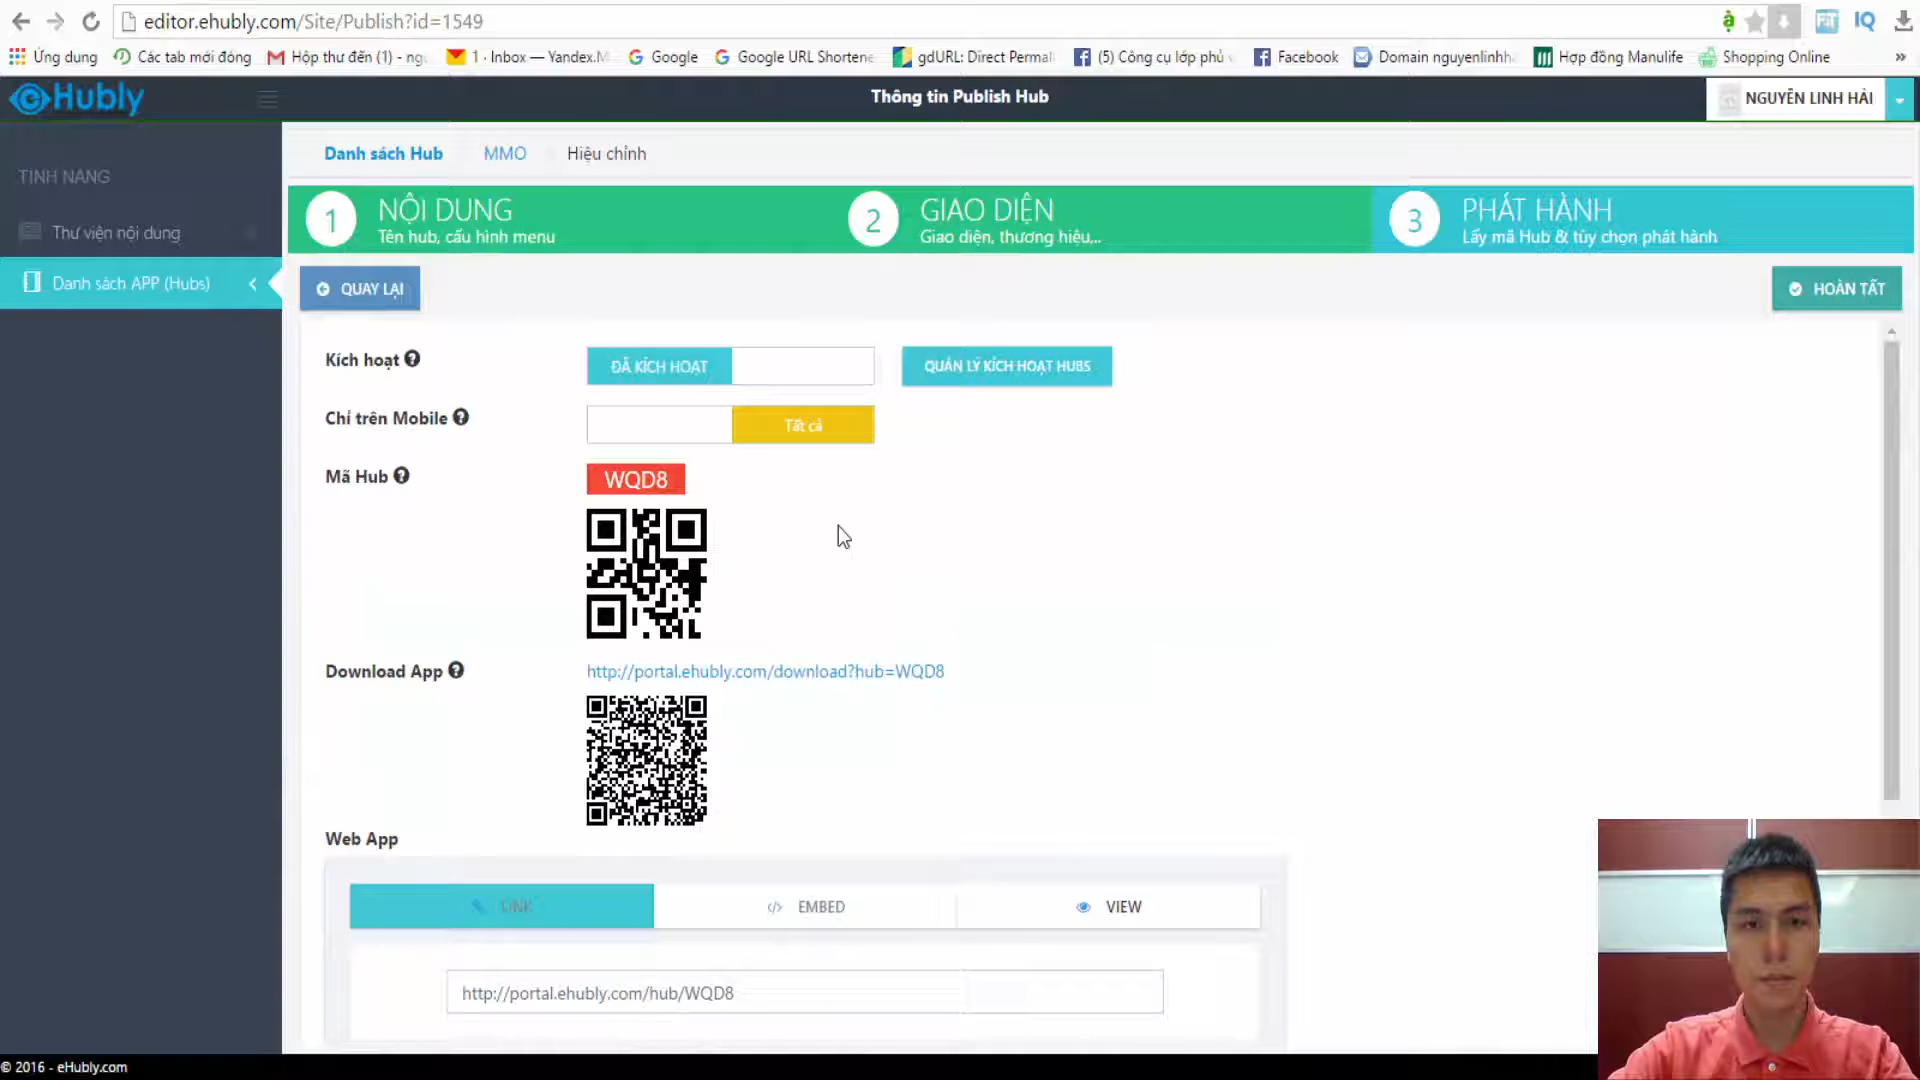 editor.ehubly.com/Site/Publish?id=1549
Ứng dụng
Các tab mới đóng
Hộp thư đến (1) - ngu
1 · Inbox — Yandex.M
Google
Google URL Shortene
gdURL: Direct Permal
(5) Công cụ lớp phủ
Facebook
Domain nguyenlinhha
Hợp đồng Manulife
Shopping Online
»
eHubly
Thông tin Publish Hub
NGUYỄN LINH HẢI
TÍNH NĂNG
Thư viện nội dung
Danh sách APP (Hubs)
Danh sách Hub
MMO
Hiệu chỉnh
1
NỘI DUNG
Tên hub, cấu hình menu
2
GIAO DIỆN
Giao diện, thương hiệu,...
3
PHÁT HÀNH
Lấy mã Hub & tùy chọn phát hành
QUAY LẠI
HOÀN TẤT
Kích hoạt
ĐÃ KÍCH HOẠT
QUẢN LÝ KÍCH HOẠT HUBS
Chỉ trên Mobile
Tất cả
Mã Hub
WQD8
Download App
http://portal.ehubly.com/download?hub=WQD8
Web App
LINK
EMBED
VIEW
http://portal.ehubly.com/hub/WQD8
© 2016 - eHubly.com